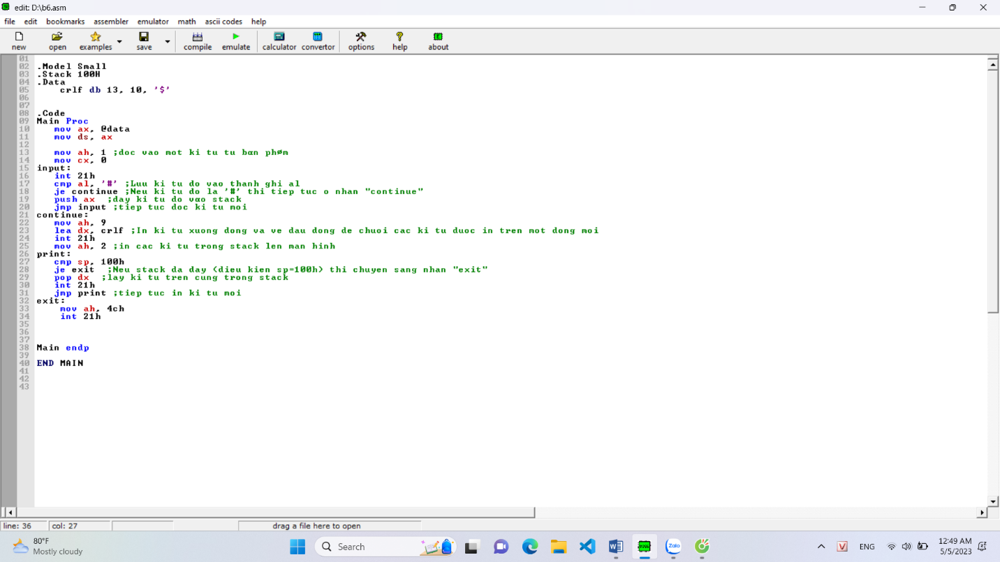 edit: D:\b6.asm
file edit bookmarks assembler emulator math ascii codes help
new open examples save compile emulate calculator convertor options help about
01
02 .Model Small
03 .Stack 100H
04 .Data
05 crlf db 13, 10, '$'
06
07
08 .Code
09 Main Proc
10 mov ax, @data
11 mov ds, ax
12
13 mov ah, 1 ;doc vao mot ki tu tu bαn phφm
14 mov cx, 0
15 input:
16 int 21h
17 cmp al, '#' ;Luu ki tu do vao thanh ghi al
18 je continue ;Neu ki tu do la '#' thi tiep tuc o nhan "continue"
19 push ax ;day ki tu do vαo stack
20 jmp input ;tiep tuc doc ki tu moi
21 continue:
22 mov ah, 9
23 lea dx, crlf ;In ki tu xuong dong va ve dau dong de chuoi cac ki tu duoc in tren mot dong moi
24 int 21h
25 mov ah, 2 ;in cac ki tu trong stack len man hinh
26 print:
27 cmp sp, 100h
28 je exit ;Neu stack da day (dieu kien sp=100h) thi chuyen sang nhan "exit"
29 pop dx ;lay ki tu tren cung trong stack
30 int 21h
31 jmp print ;tiep tuc in ki tu moi
32 exit:
33 mov ah, 4ch
34 int 21h
35
36
37
38 Main endp
39
40 END MAIN
41
42
43
line: 36 col: 27 drag a file here to open
80°F
Mostly cloudy
Search
Zalo
V
ENG
12:49 AM
5/5/2023